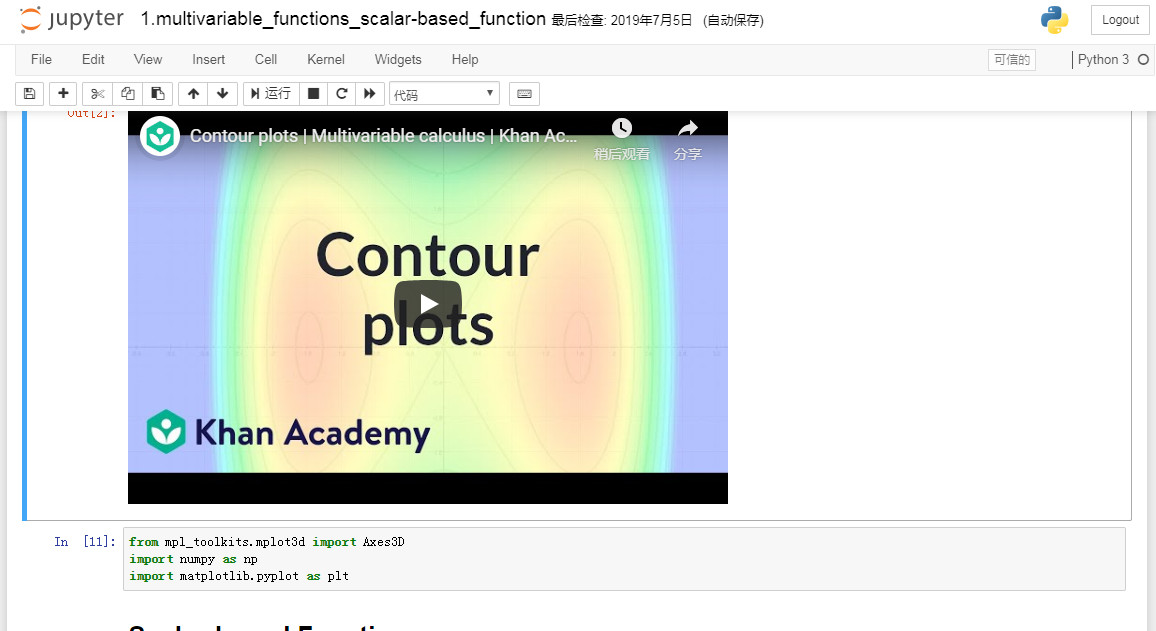 jupyter 1.multivariable_functions_scalar-based_function 最后检查: 2019年7月5日 (自动保存) Logout
File Edit View Insert Cell Kernel Widgets Help 可信的 Python 3
运行 代码
Out[2]:
Contour plots | Multivariable calculus | Khan Ac...
稍后观看 分享
Contour
plots
Khan Academy
In [11]: from mpl_toolkits.mplot3d import Axes3D
import numpy as np
import matplotlib.pyplot as plt